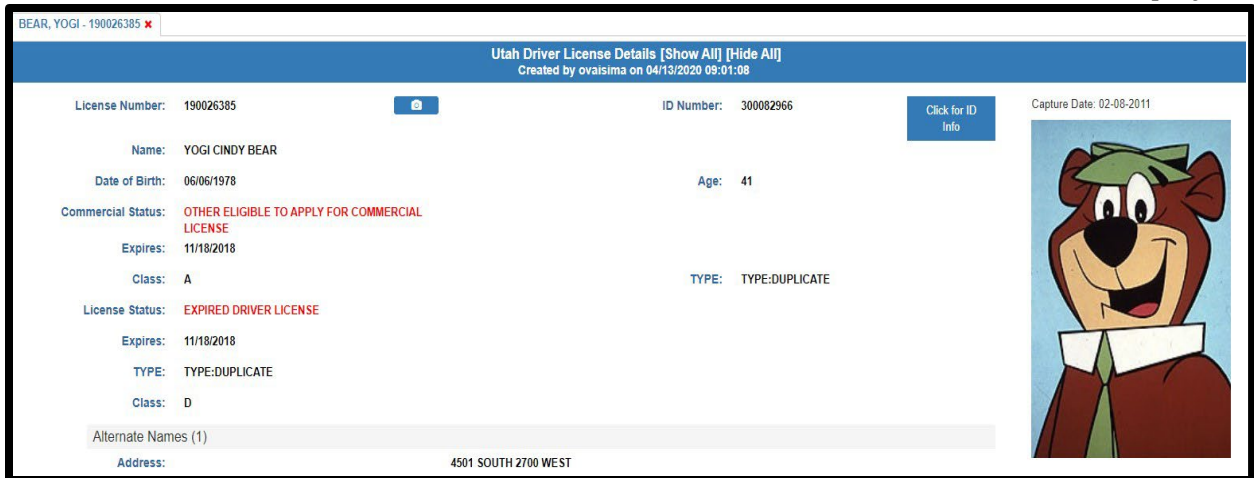 BEAR, YOGI - 190026385 ✖
Utah Driver License Details [Show All] [Hide All]
Created by ovaisima on 04/13/2020 09:01:08
License Number: 190026385 ID Number: 300082966 Click for ID Info Capture Date: 02-08-2011
Name: YOGI CINDY BEAR
Date of Birth: 06/06/1978 Age: 41
Commercial Status: OTHER ELIGIBLE TO APPLY FOR COMMERCIAL
LICENSE
Expires: 11/18/2018
Class: A TYPE: TYPE:DUPLICATE
License Status: EXPIRED DRIVER LICENSE
Expires: 11/18/2018
TYPE: TYPE:DUPLICATE
Class: D
Alternate Names (1)
Address: 4501 SOUTH 2700 WEST